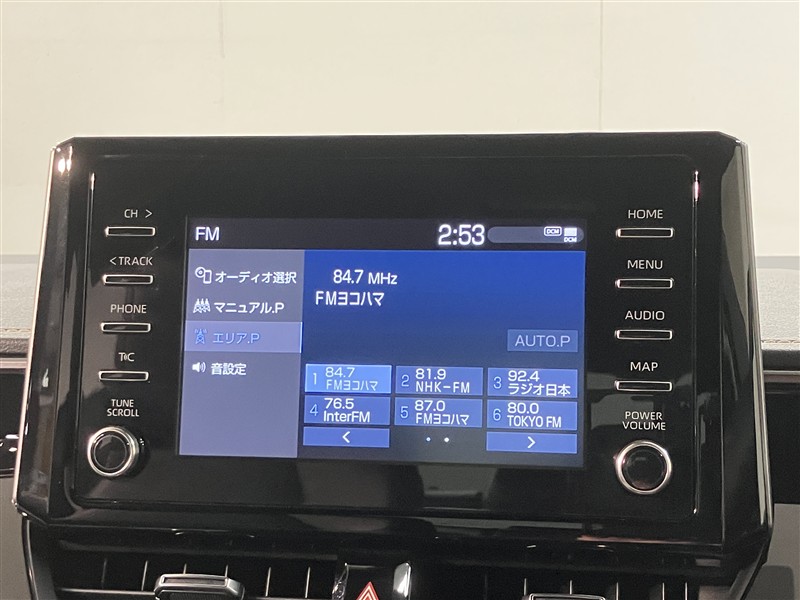 CH >
< TRACK
PHONE
T&C
TUNE
SCROLL
FM
2:53
DCM
DCM
オーディオ選択
マニュアル.P
エリア.P
音設定
84.7 MHz
FMヨコハマ
AUTO.P
1 84.7 FMヨコハマ
2 81.9 NHK-FM
3 92.4 ラジオ日本
4 76.5 InterFM
5 87.0 FMヨコハマ
6 80.0 TOKYO FM
<
>
HOME
MENU
AUDIO
MAP
POWER
VOLUME